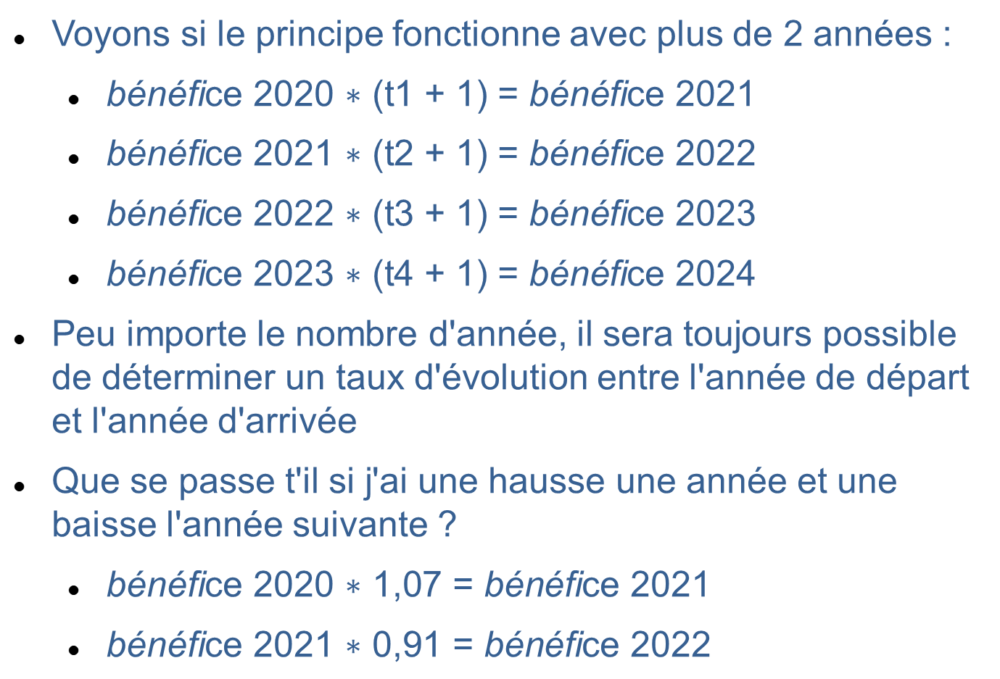 Voyons si le principe fonctionne avec plus de 2 années :
bénéfice 2020 ∗ (t1 + 1) = bénéfice 2021
bénéfice 2021 ∗ (t2 + 1) = bénéfice 2022
bénéfice 2022 ∗ (t3 + 1) = bénéfice 2023
bénéfice 2023 ∗ (t4 + 1) = bénéfice 2024
Peu importe le nombre d'année, il sera toujours possible
de déterminer un taux d'évolution entre l'année de départ
et l'année d'arrivée
Que se passe t'il si j'ai une hausse une année et une
baisse l'année suivante ?
bénéfice 2020 ∗ 1,07 = bénéfice 2021
bénéfice 2021 ∗ 0,91 = bénéfice 2022